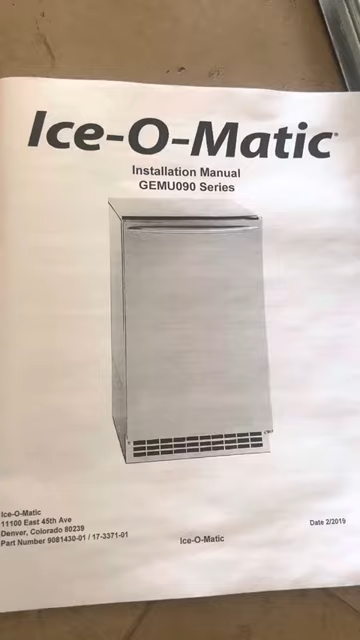 Ice-O-Matic®
Installation Manual
GEMU090 Series
Ice-O-Matic
11100 East 45th Ave
Denver, Colorado 80239
Part Number 9081430-01 / 17-3371-01
Ice-O-Matic
Date 2/2019